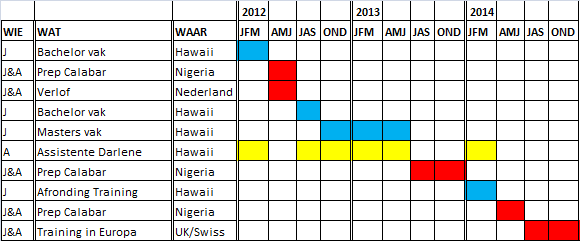 2012 2013 2014
WIE WAT WAAR JFM AMJ JAS OND JFM AMJ JAS OND JFM AMJ JAS OND
J Bachelor vak Hawaii
J&A Prep Calabar Nigeria
J&A Verlof Nederland
J Bachelor vak Hawaii
J Masters vak Hawaii
A Assistente Darlene Hawaii
J&A Prep Calabar Nigeria
J Afronding Training Hawaii
J&A Prep Calabar Nigeria
J&A Training in Europa UK/Swiss